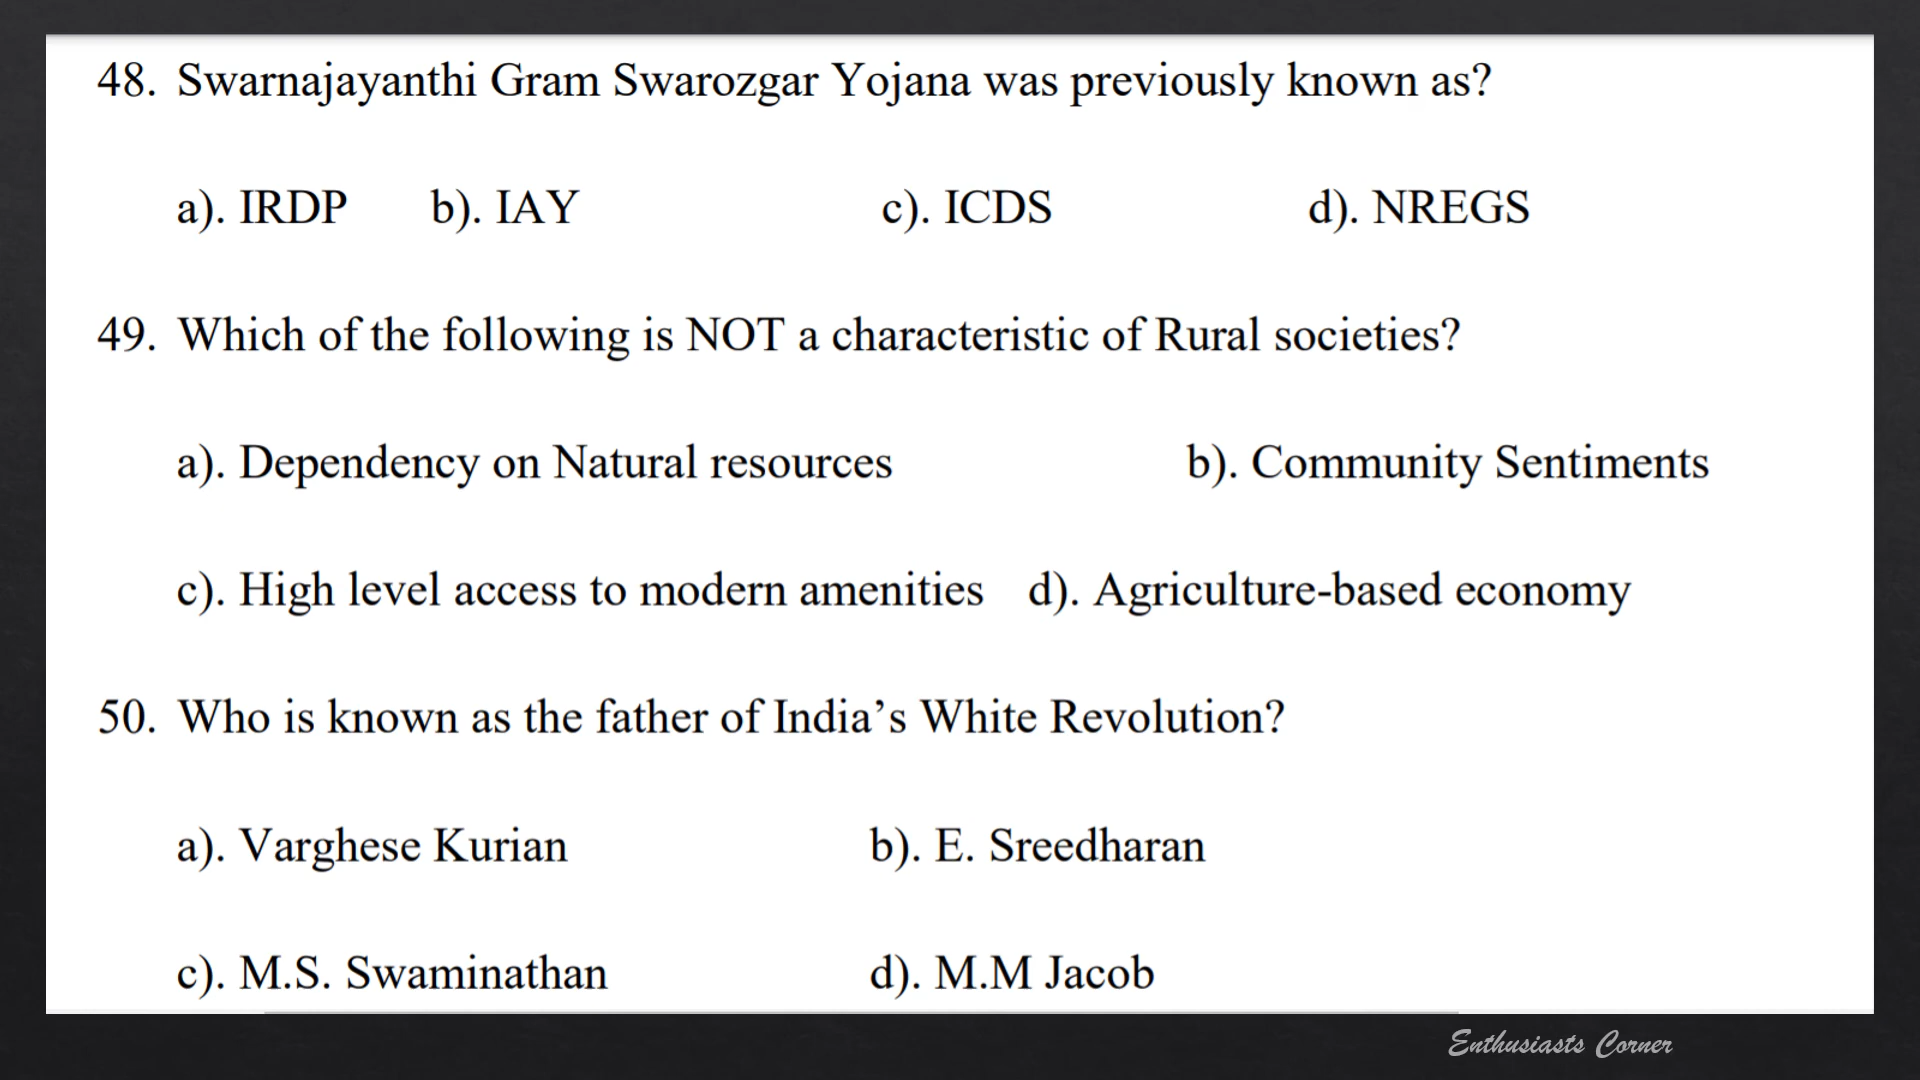 48. Swarnajayanthi Gram Swarozgar Yojana was previously known as?
a). IRDP b). IAY c). ICDS d). NREGS
49. Which of the following is NOT a characteristic of Rural societies?
a). Dependency on Natural resources b). Community Sentiments
c). High level access to modern amenities d). Agriculture-based economy
50. Who is known as the father of India’s White Revolution?
a). Varghese Kurian b). E. Sreedharan
c). M.S. Swaminathan d). M.M Jacob
Enthusiasts Corner